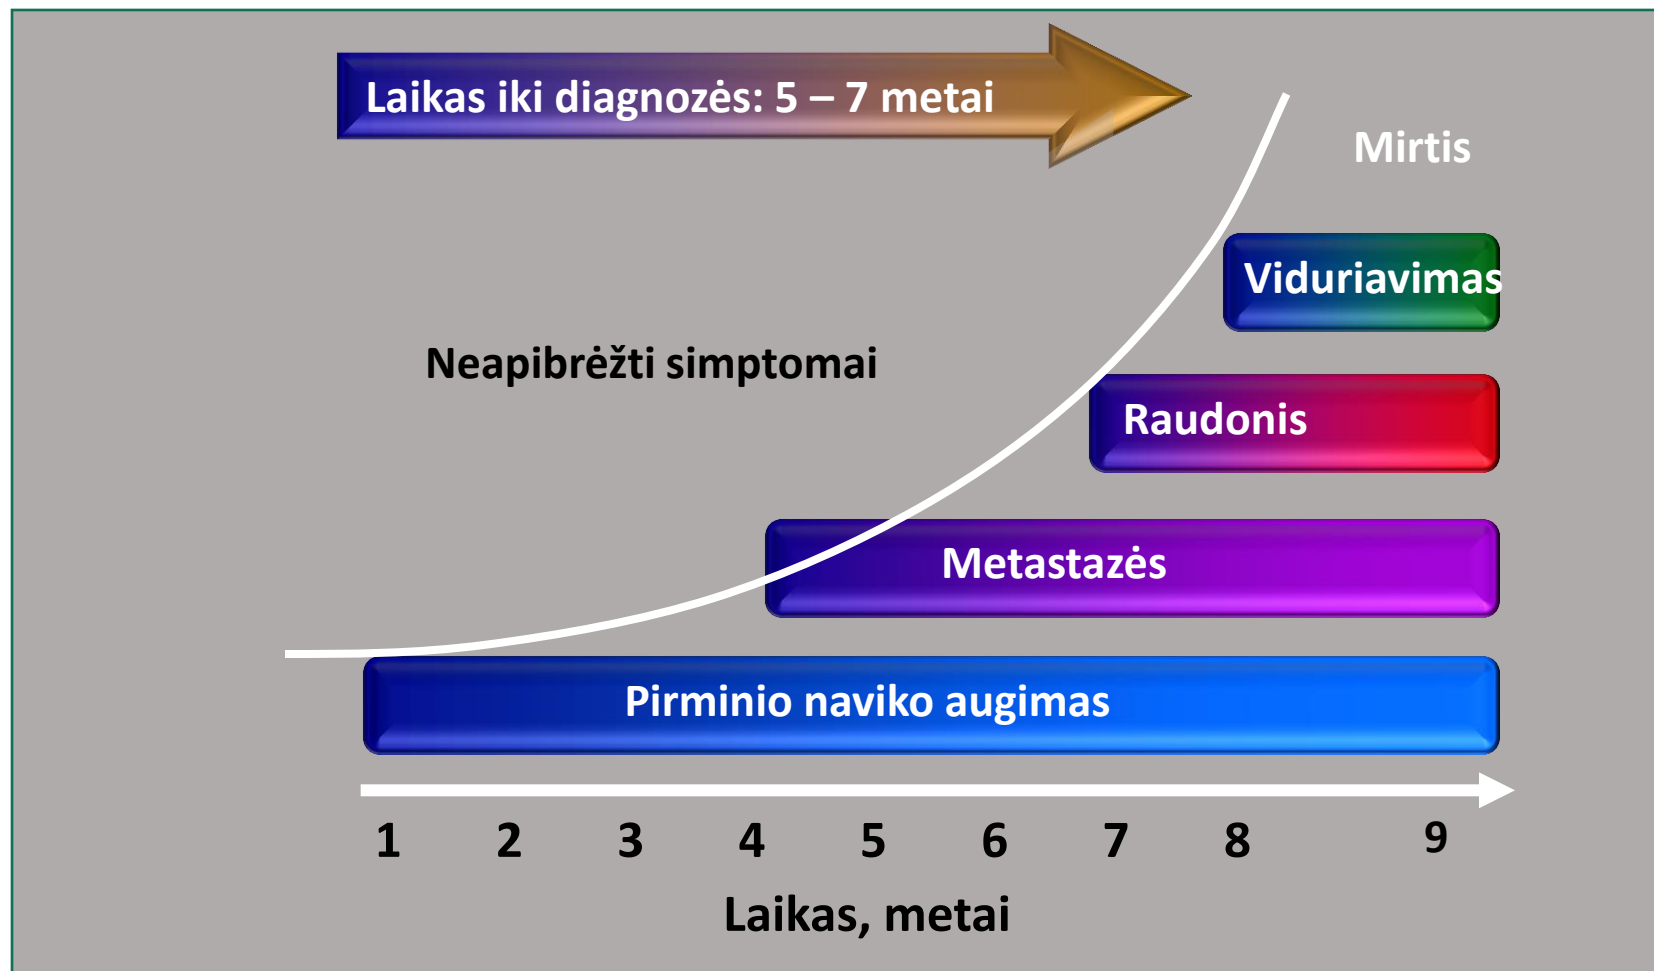 Laikas iki diagnozės: 5 – 7 metai
Mirtis
Viduriavimas
Neapibrėžti simptomai
Raudonis
Metastazės
Pirminio naviko augimas
1 2 3 4 5 6 7 8 9
Laikas, metai